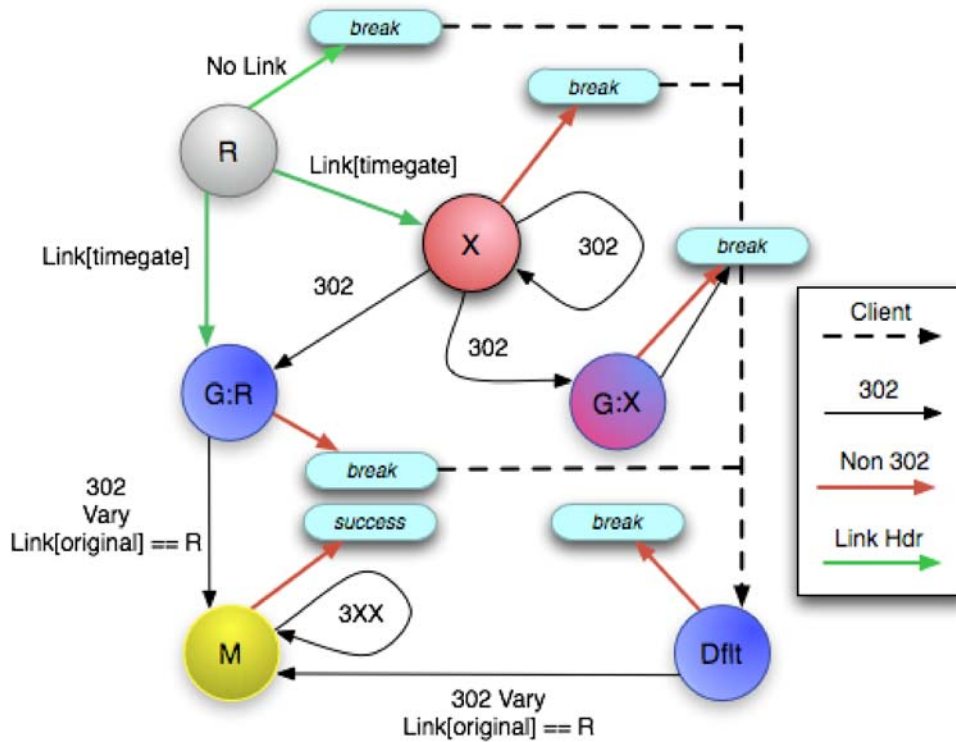 break
No Link
break
R
Link[timegate]
X
302
break
Link[timegate]
302
302
G:R
G:X
break
302
Vary
Link[original] == R
success
break
3XX
M
Dflt
302 Vary
Link[original] == R
Client
302
Non 302
Link Hdr